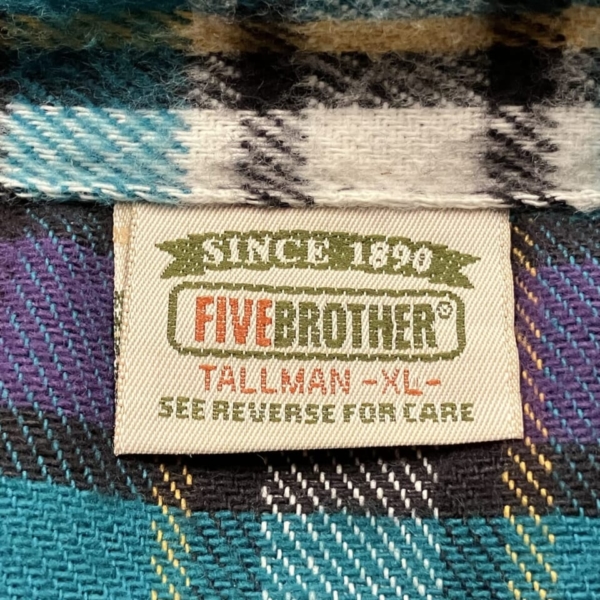 SINCE 1890
FIVEBROTHER®
TALLMAN -XL-
SEE REVERSE FOR CARE